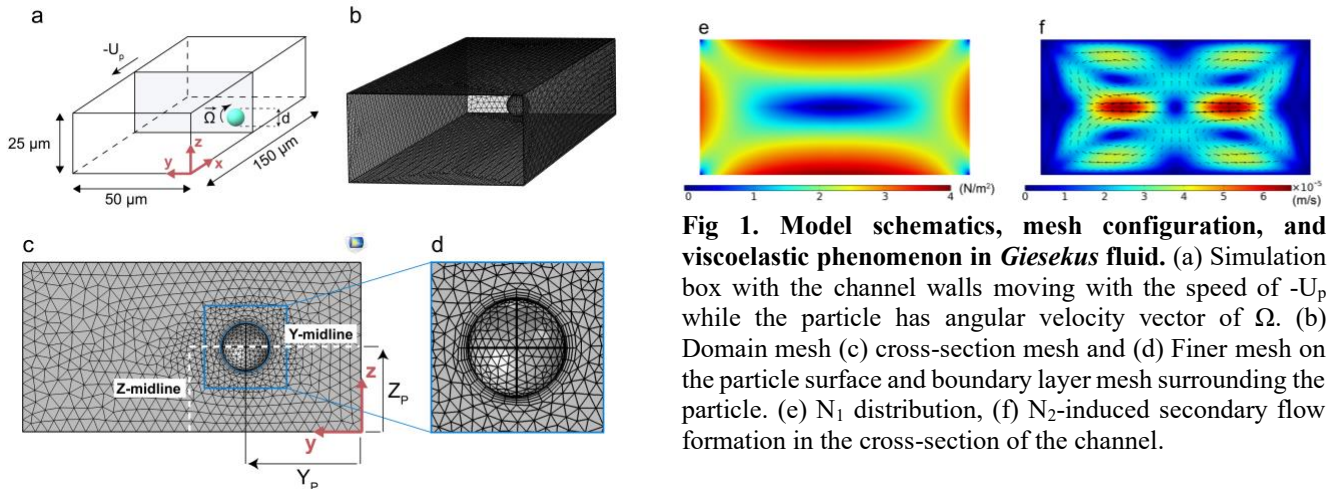 a
-U_p
Ω
d
25 μm
z
y
x
50 μm
150 μm
b
c
Y-midline
Z-midline
z
y
Z_P
Y_P
d
e
0 1 2 3 4 (N/m²)
f
0 1 2 3 4 5 6 ×10⁻⁵
(m/s)
Fig 1. Model schematics, mesh configuration, and
viscoelastic phenomenon in Giesekus fluid. (a) Simulation
box with the channel walls moving with the speed of -U_p
while the particle has angular velocity vector of Ω. (b)
Domain mesh (c) cross-section mesh and (d) Finer mesh on
the particle surface and boundary layer mesh surrounding the
particle. (e) N₁ distribution, (f) N₂-induced secondary flow
formation in the cross-section of the channel.